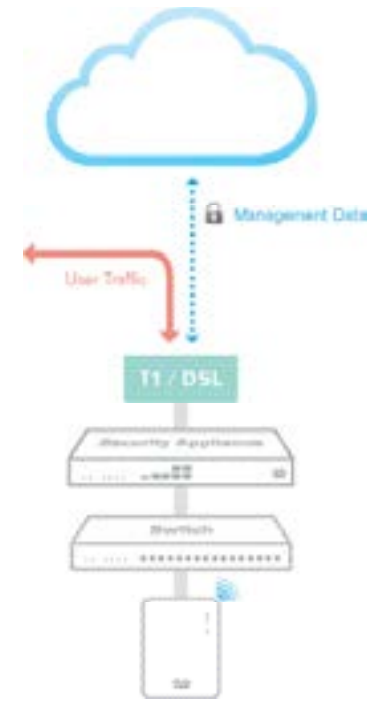 Management Data
User Traffic
T1 / DSL
Security Appliance
Switch